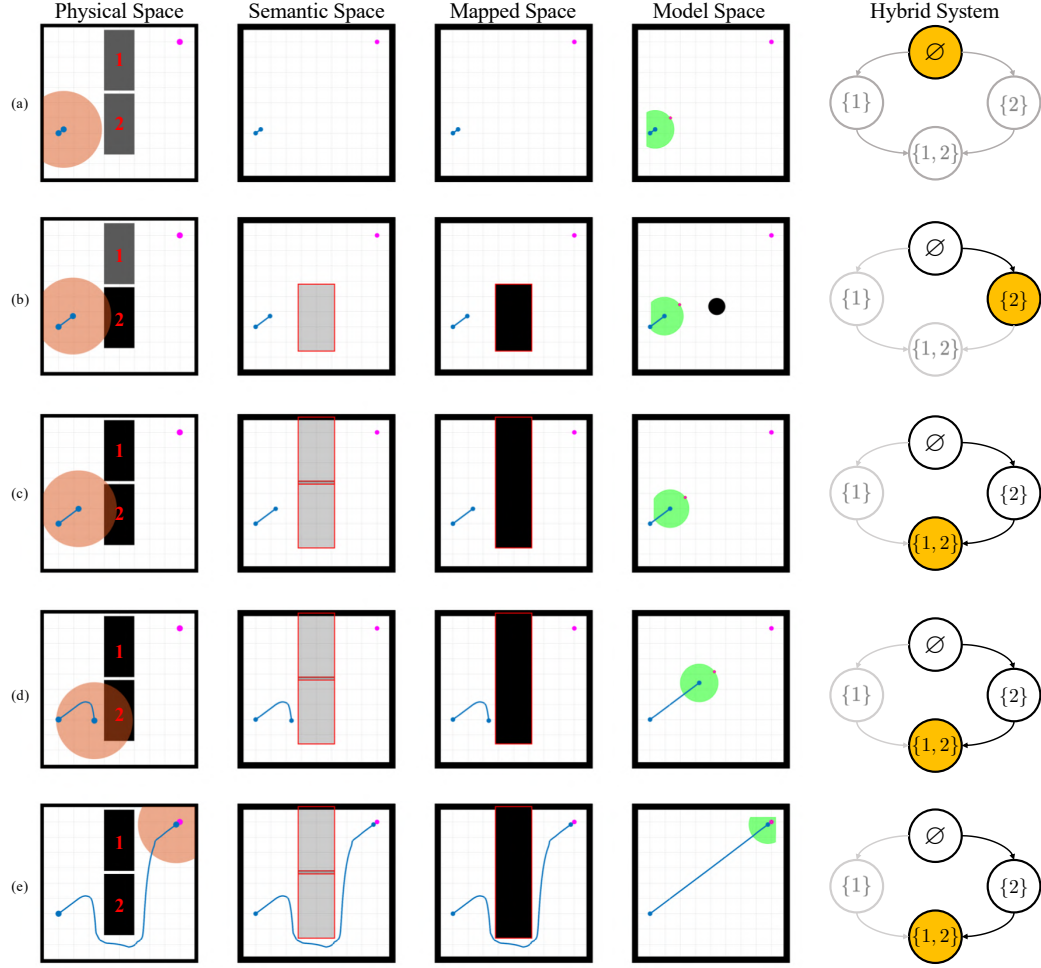 Physical Space Semantic Space Mapped Space Model Space Hybrid System
(a) 1 2 ∅ {1} {2} {1, 2}
(b) 1 2 ∅ {1} {2} {1, 2}
(c) 1 2 ∅ {1} {2} {1, 2}
(d) 1 2 ∅ {1} {2} {1, 2}
(e) 1 2 ∅ {1} {2} {1, 2}